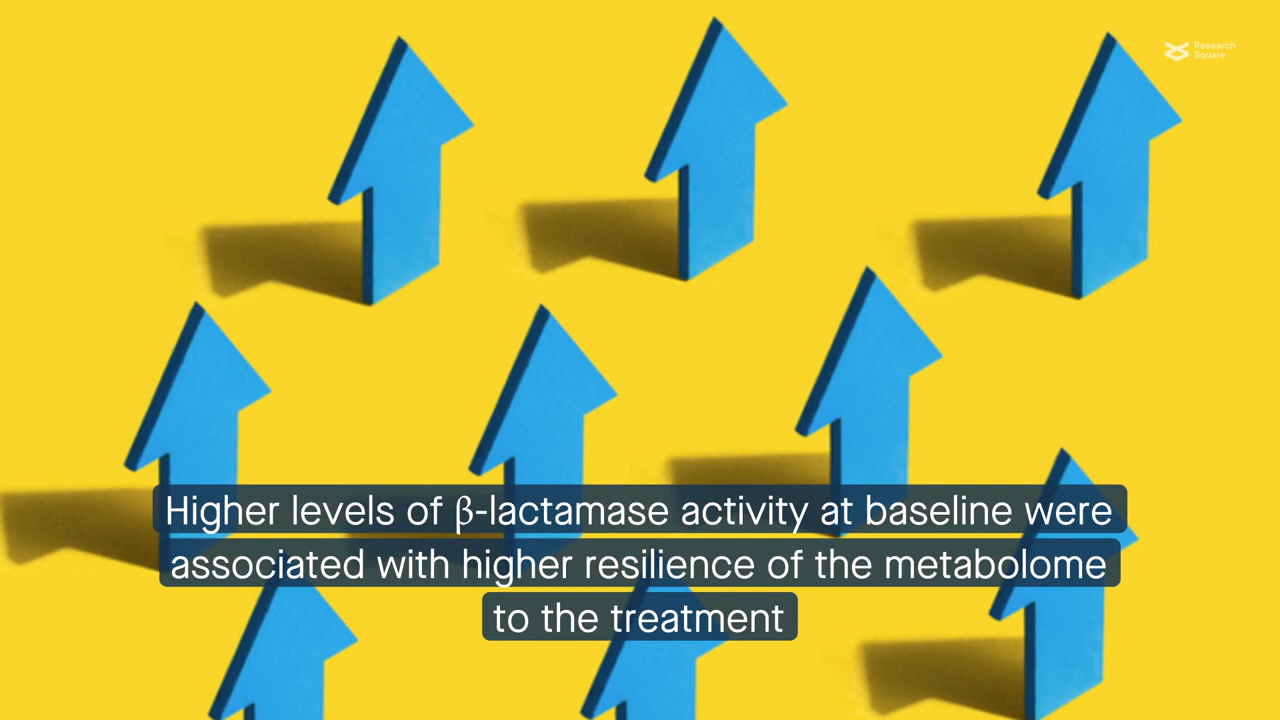 Research
Square
Higher levels of β-lactamase activity at baseline were
associated with higher resilience of the metabolome
to the treatment